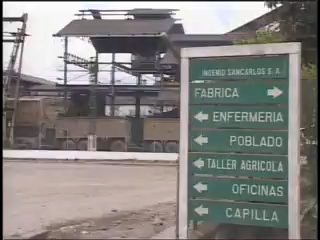 INGENIO SANCARLOS S.A.
FABRICA
ENFERMERIA
POBLADO
TALLER AGRICOLA
OFICINAS
CAPILLA